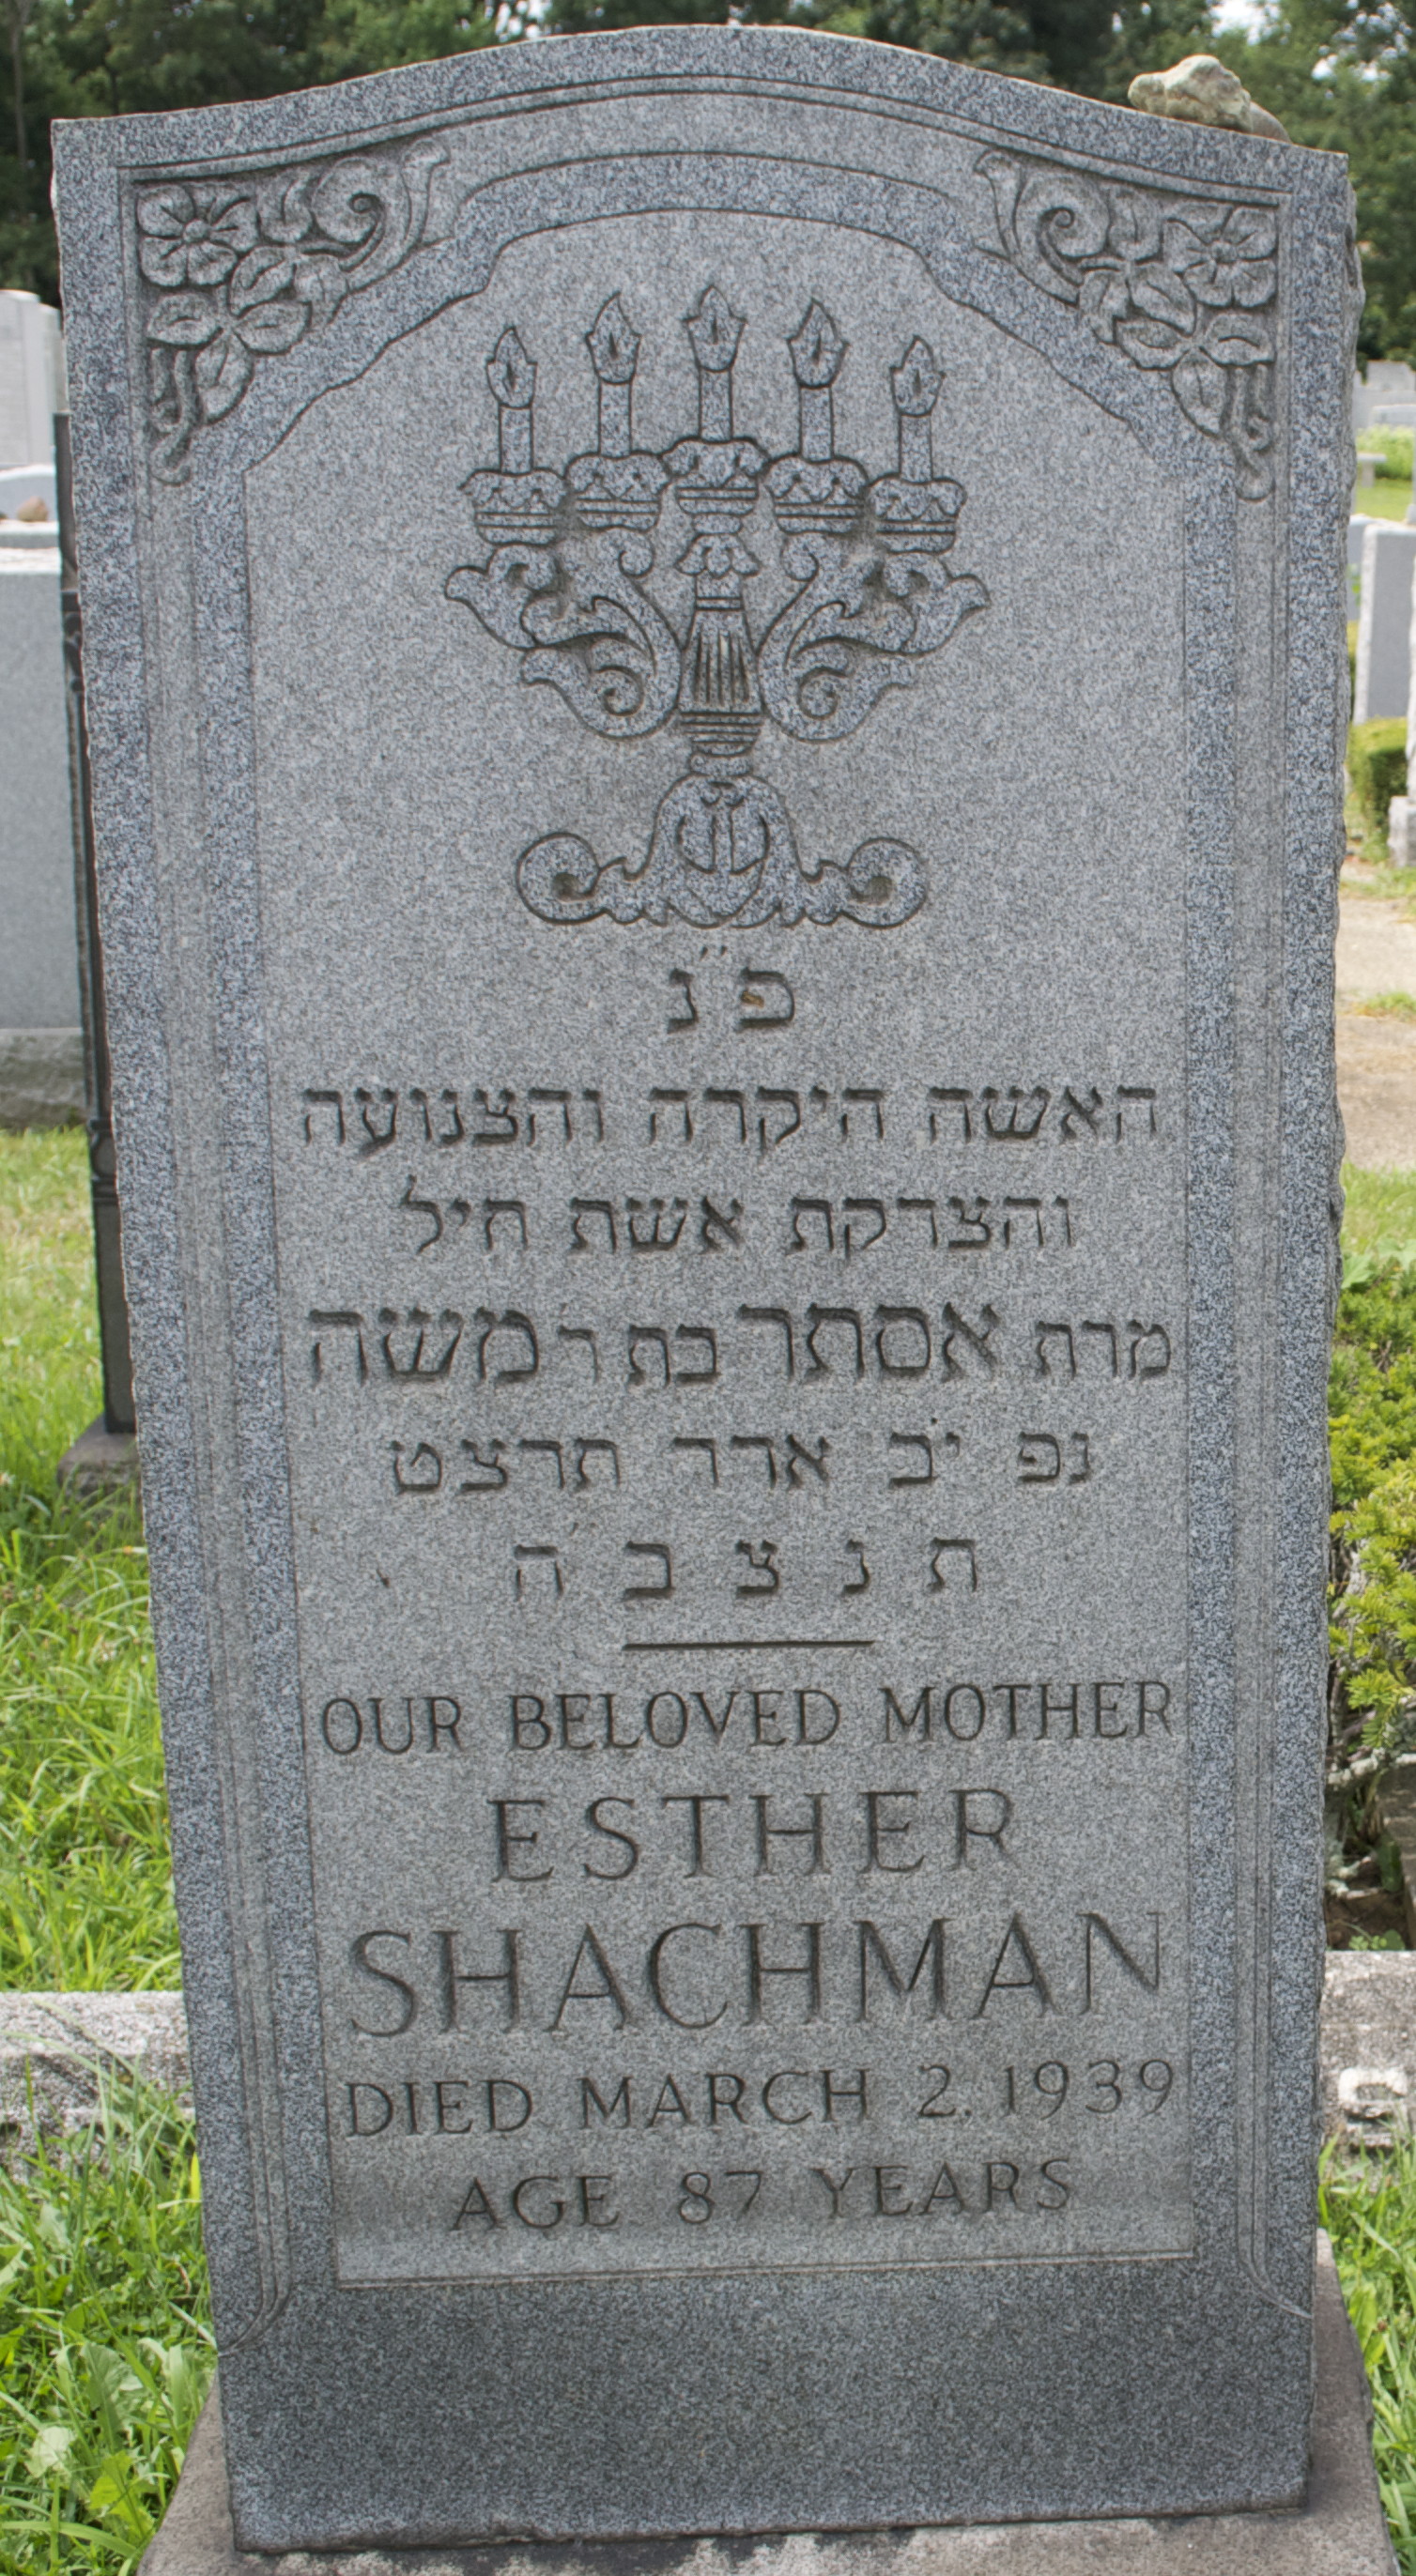 פ״נ
האשה היקרה והצנועה
והצדקת אשת חיל
מרת אסתר בת ר' משה
נפ י״ב אדר תרצט
ת נ צ ב״ה
OUR BELOVED MOTHER
ESTHER
SHACHMAN
DIED MARCH 2, 1939
AGE 87 YEARS